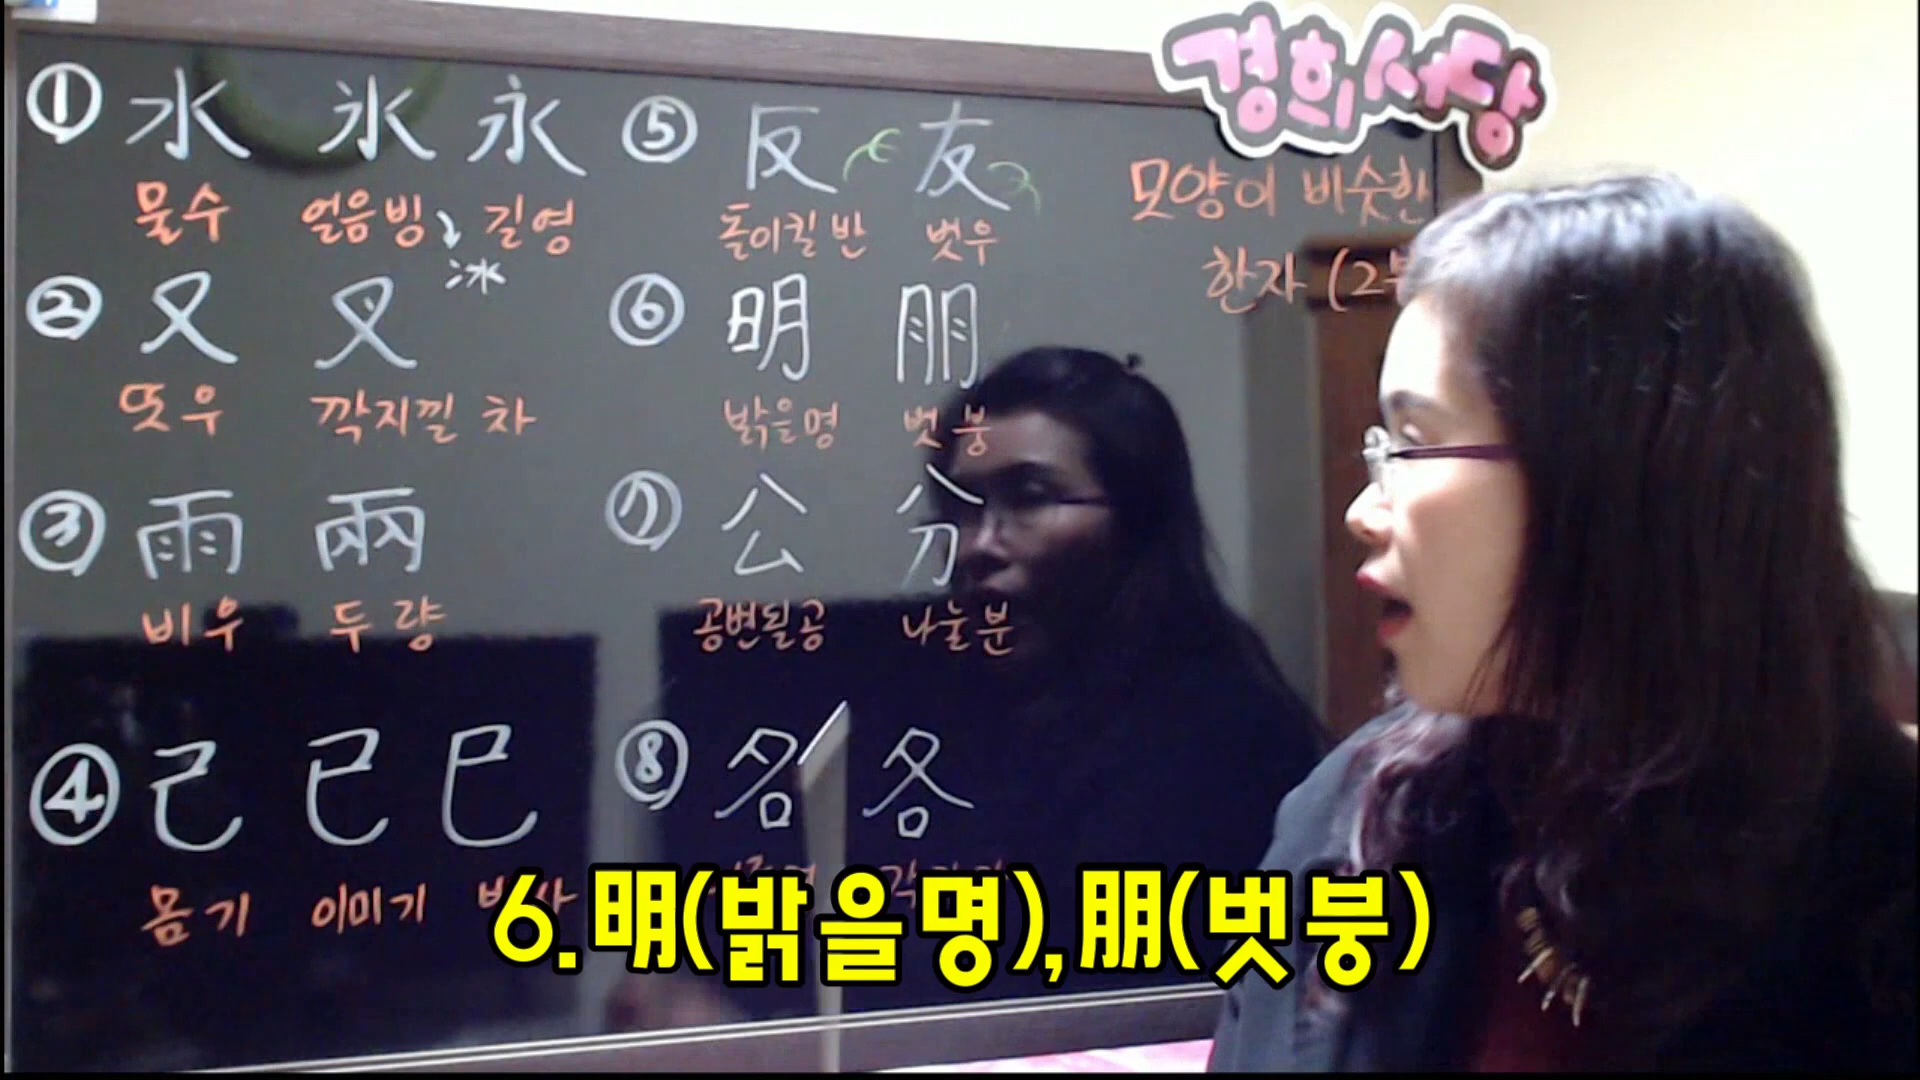 경희사당
모양이 비슷한
한자 (2부
① 水 氷 永
물수 얼음빙 길영
冰
② 又 叉
또우 깍지낄 차
③ 雨 兩
비우 두량
④ 己 已 巳
몸기 이미기
⑤ 反 友
돌이킬반 벗우
⑥ 明 朋
밝을명 벗붕
⑦ 公 分
공변될공 나눌분
⑧ 名 各
6.明(밝을명),朋(벗붕)